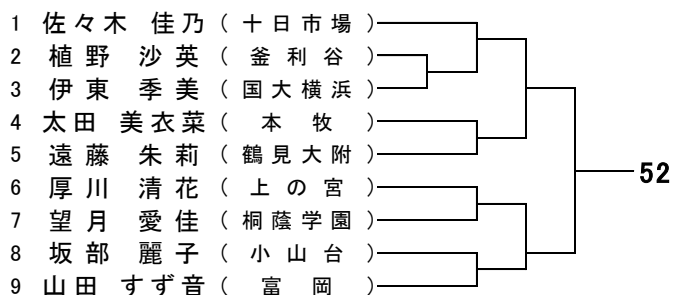 1 佐々木 佳乃 ( 十日市場 )
2 植野 沙英 ( 釜利谷 )
3 伊東 季美 ( 国大横浜 )
4 太田 美衣菜 ( 本牧 )
5 遠藤 朱莉 ( 鶴見大附 )
52
6 厚川 清花 ( 上の宮 )
7 望月 愛佳 ( 桐蔭学園 )
8 坂部 麗子 ( 小山台 )
9 山田 すず音 ( 富岡 )